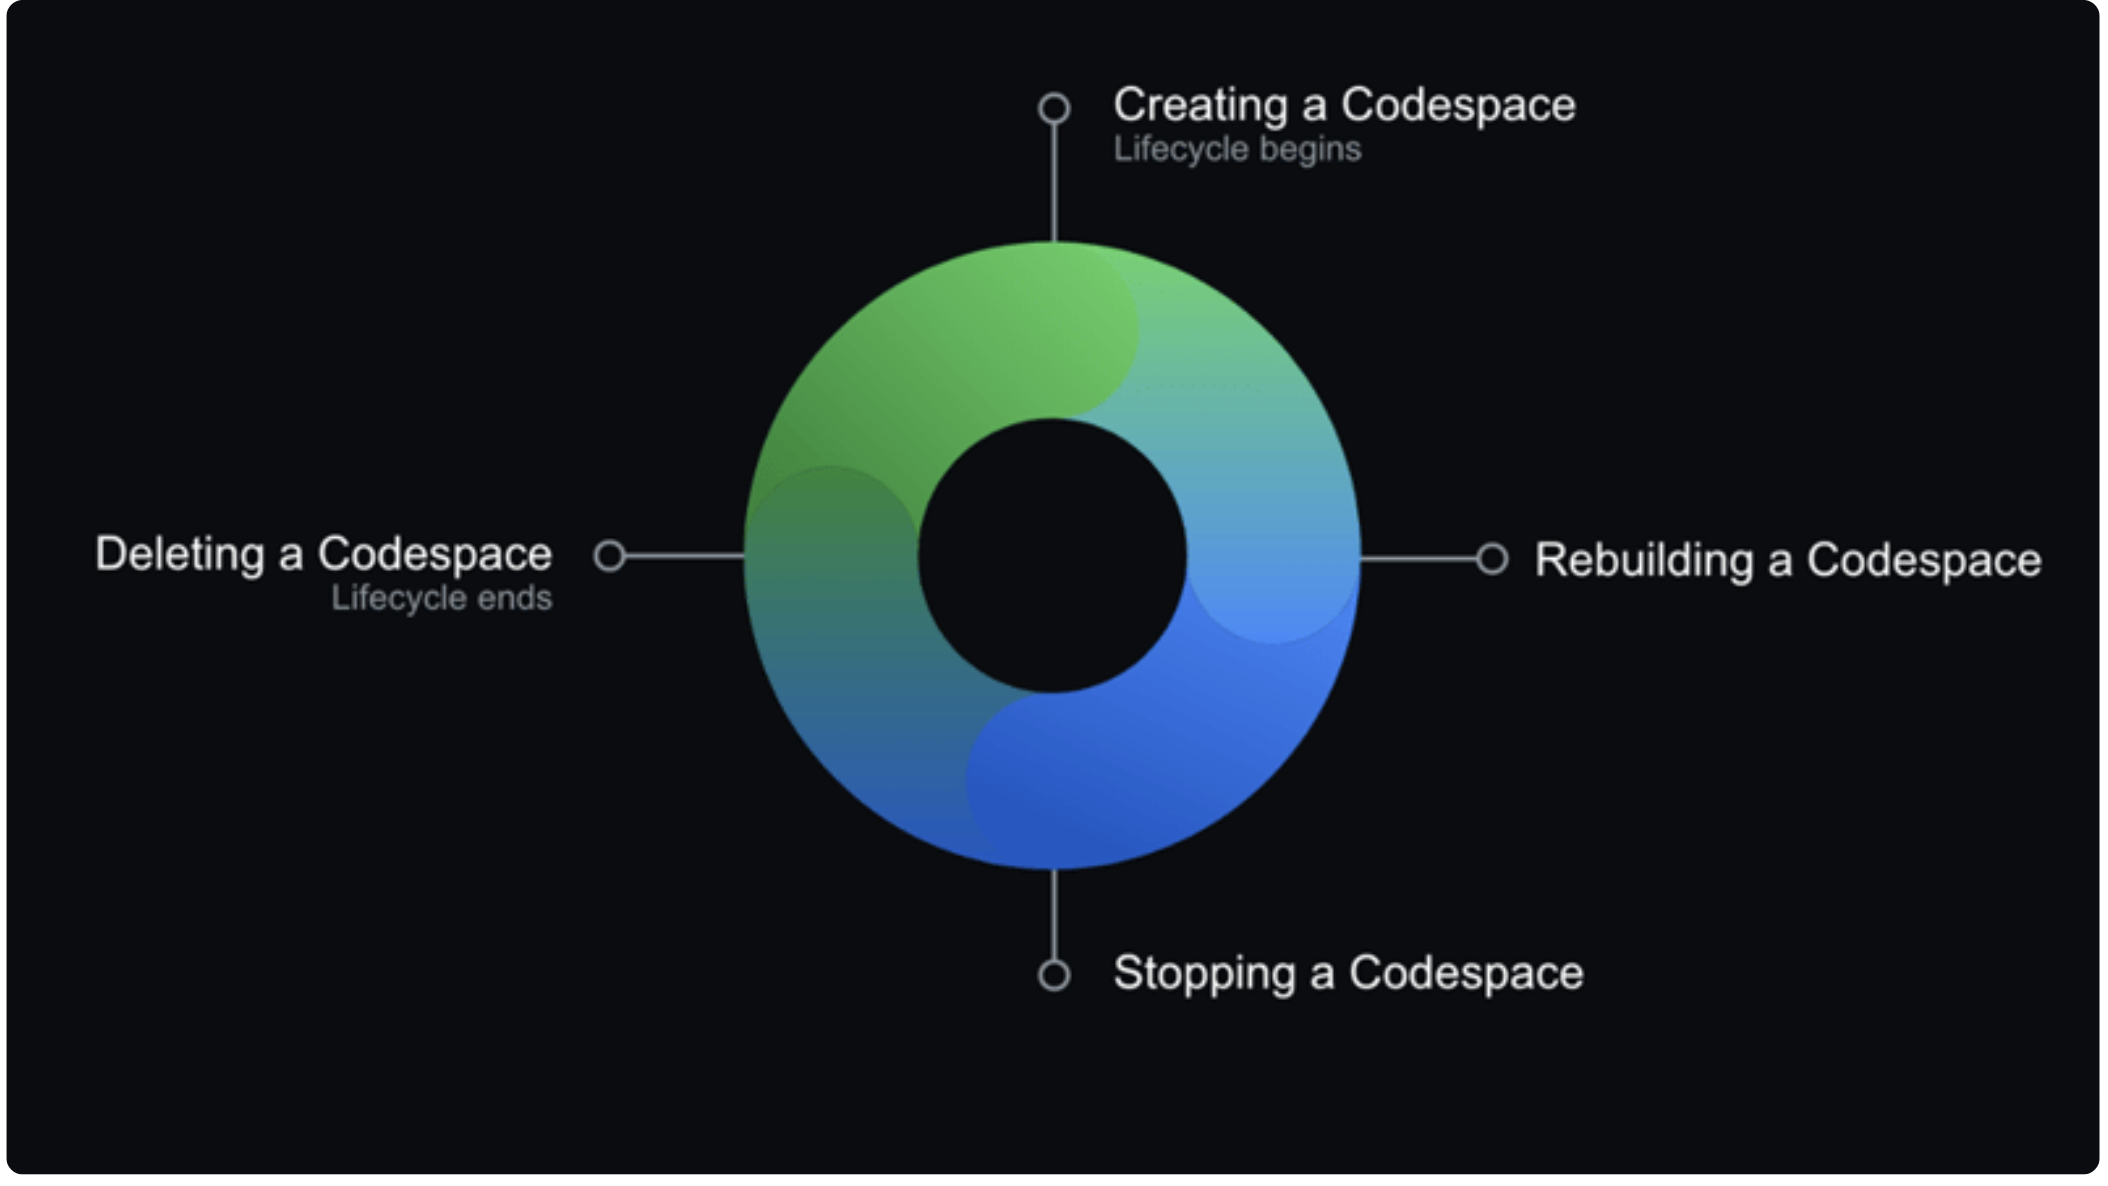 Creating a Codespace
Lifecycle begins
Deleting a Codespace
Lifecycle ends
Rebuilding a Codespace
Stopping a Codespace